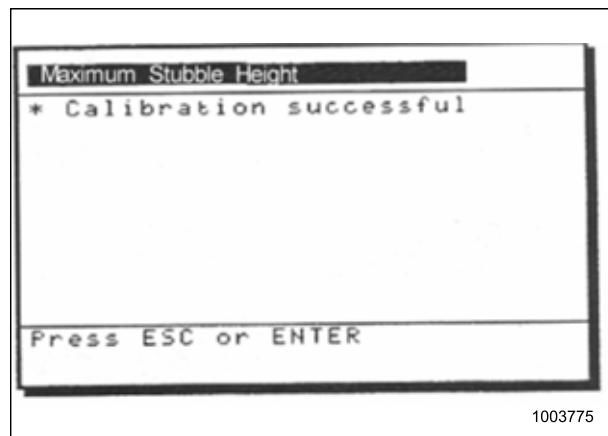 Maximum Stubble Height
* Calibration successful
Press ESC or ENTER
1003775